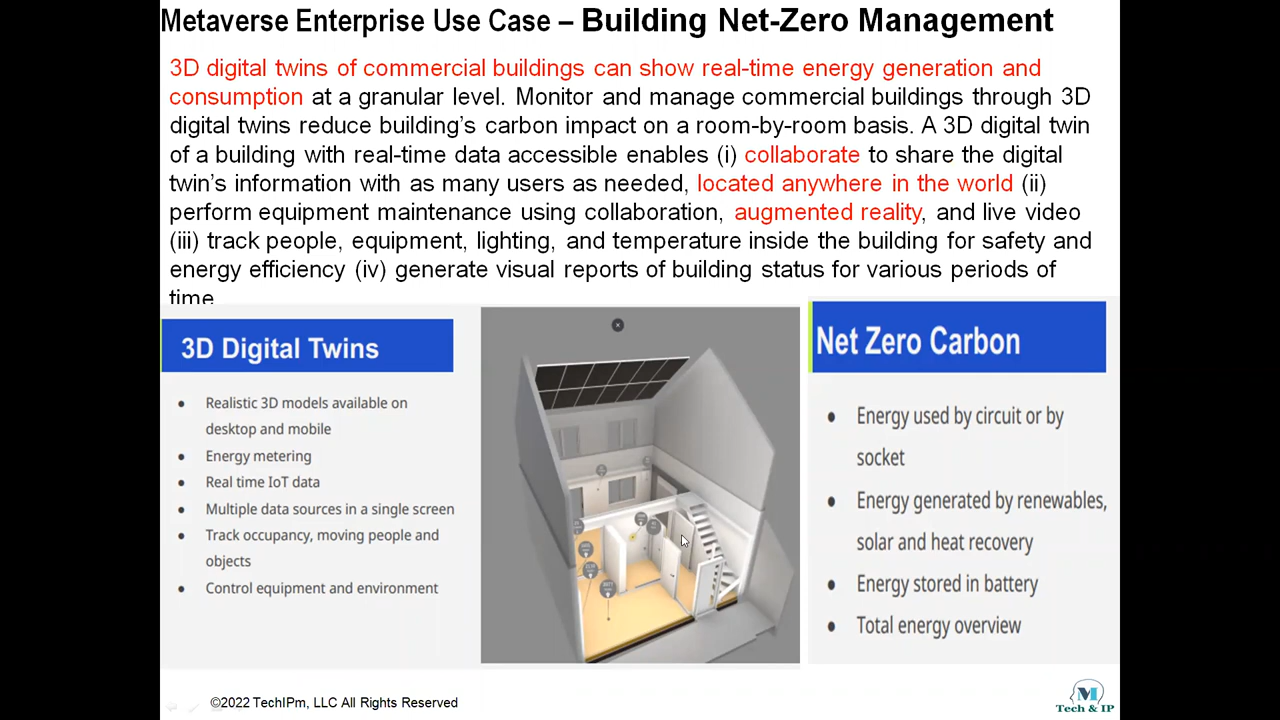 Metaverse Enterprise Use Case – Building Net-Zero Management
3D digital twins of commercial buildings can show real-time energy generation and
consumption at a granular level. Monitor and manage commercial buildings through 3D
digital twins reduce building's carbon impact on a room-by-room basis. A 3D digital twin
of a building with real-time data accessible enables (i) collaborate to share the digital
twin's information with as many users as needed, located anywhere in the world (ii)
perform equipment maintenance using collaboration, augmented reality, and live video
(iii) track people, equipment, lighting, and temperature inside the building for safety and
energy efficiency (iv) generate visual reports of building status for various periods of
time
3D Digital Twins
Realistic 3D models available on
desktop and mobile
Energy metering
Real time IoT data
Multiple data sources in a single screen
Track occupancy, moving people and
objects
Control equipment and environment
Net Zero Carbon
Energy used by circuit or by
socket
Energy generated by renewables,
solar and heat recovery
Energy stored in battery
Total energy overview
©2022 TechIPm, LLC All Rights Reserved
M
Tech & IP